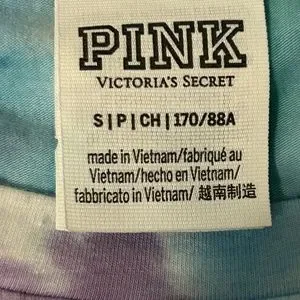 PINK
VICTORIA'S SECRET
S|P|CH|170/88A
made in Vietnam/fabriqué au
Vietnam/hecho en Vietnam/
fabbricato in Vietnam/ 越南制造